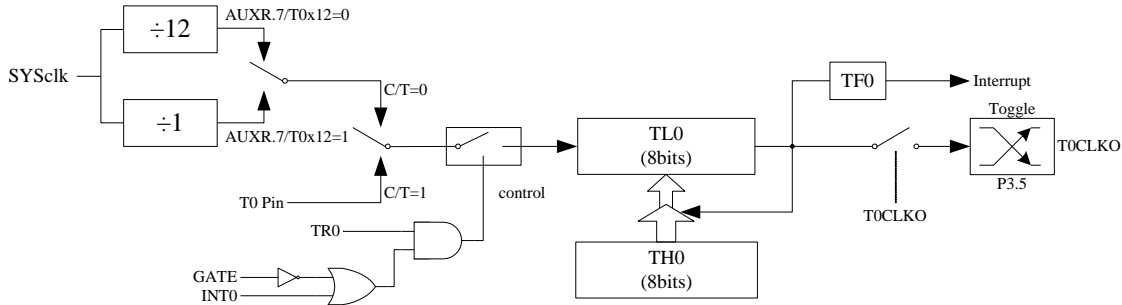 ÷12
AUXR.7/T0x12=0
SYSclk
÷1
AUXR.7/T0x12=1
C/T=0
C/T=1
T0 Pin
control
TR0
GATE
INT0
TL0
(8bits)
TH0
(8bits)
TF0
Interrupt
Toggle
T0CLKO
P3.5
T0CLKO